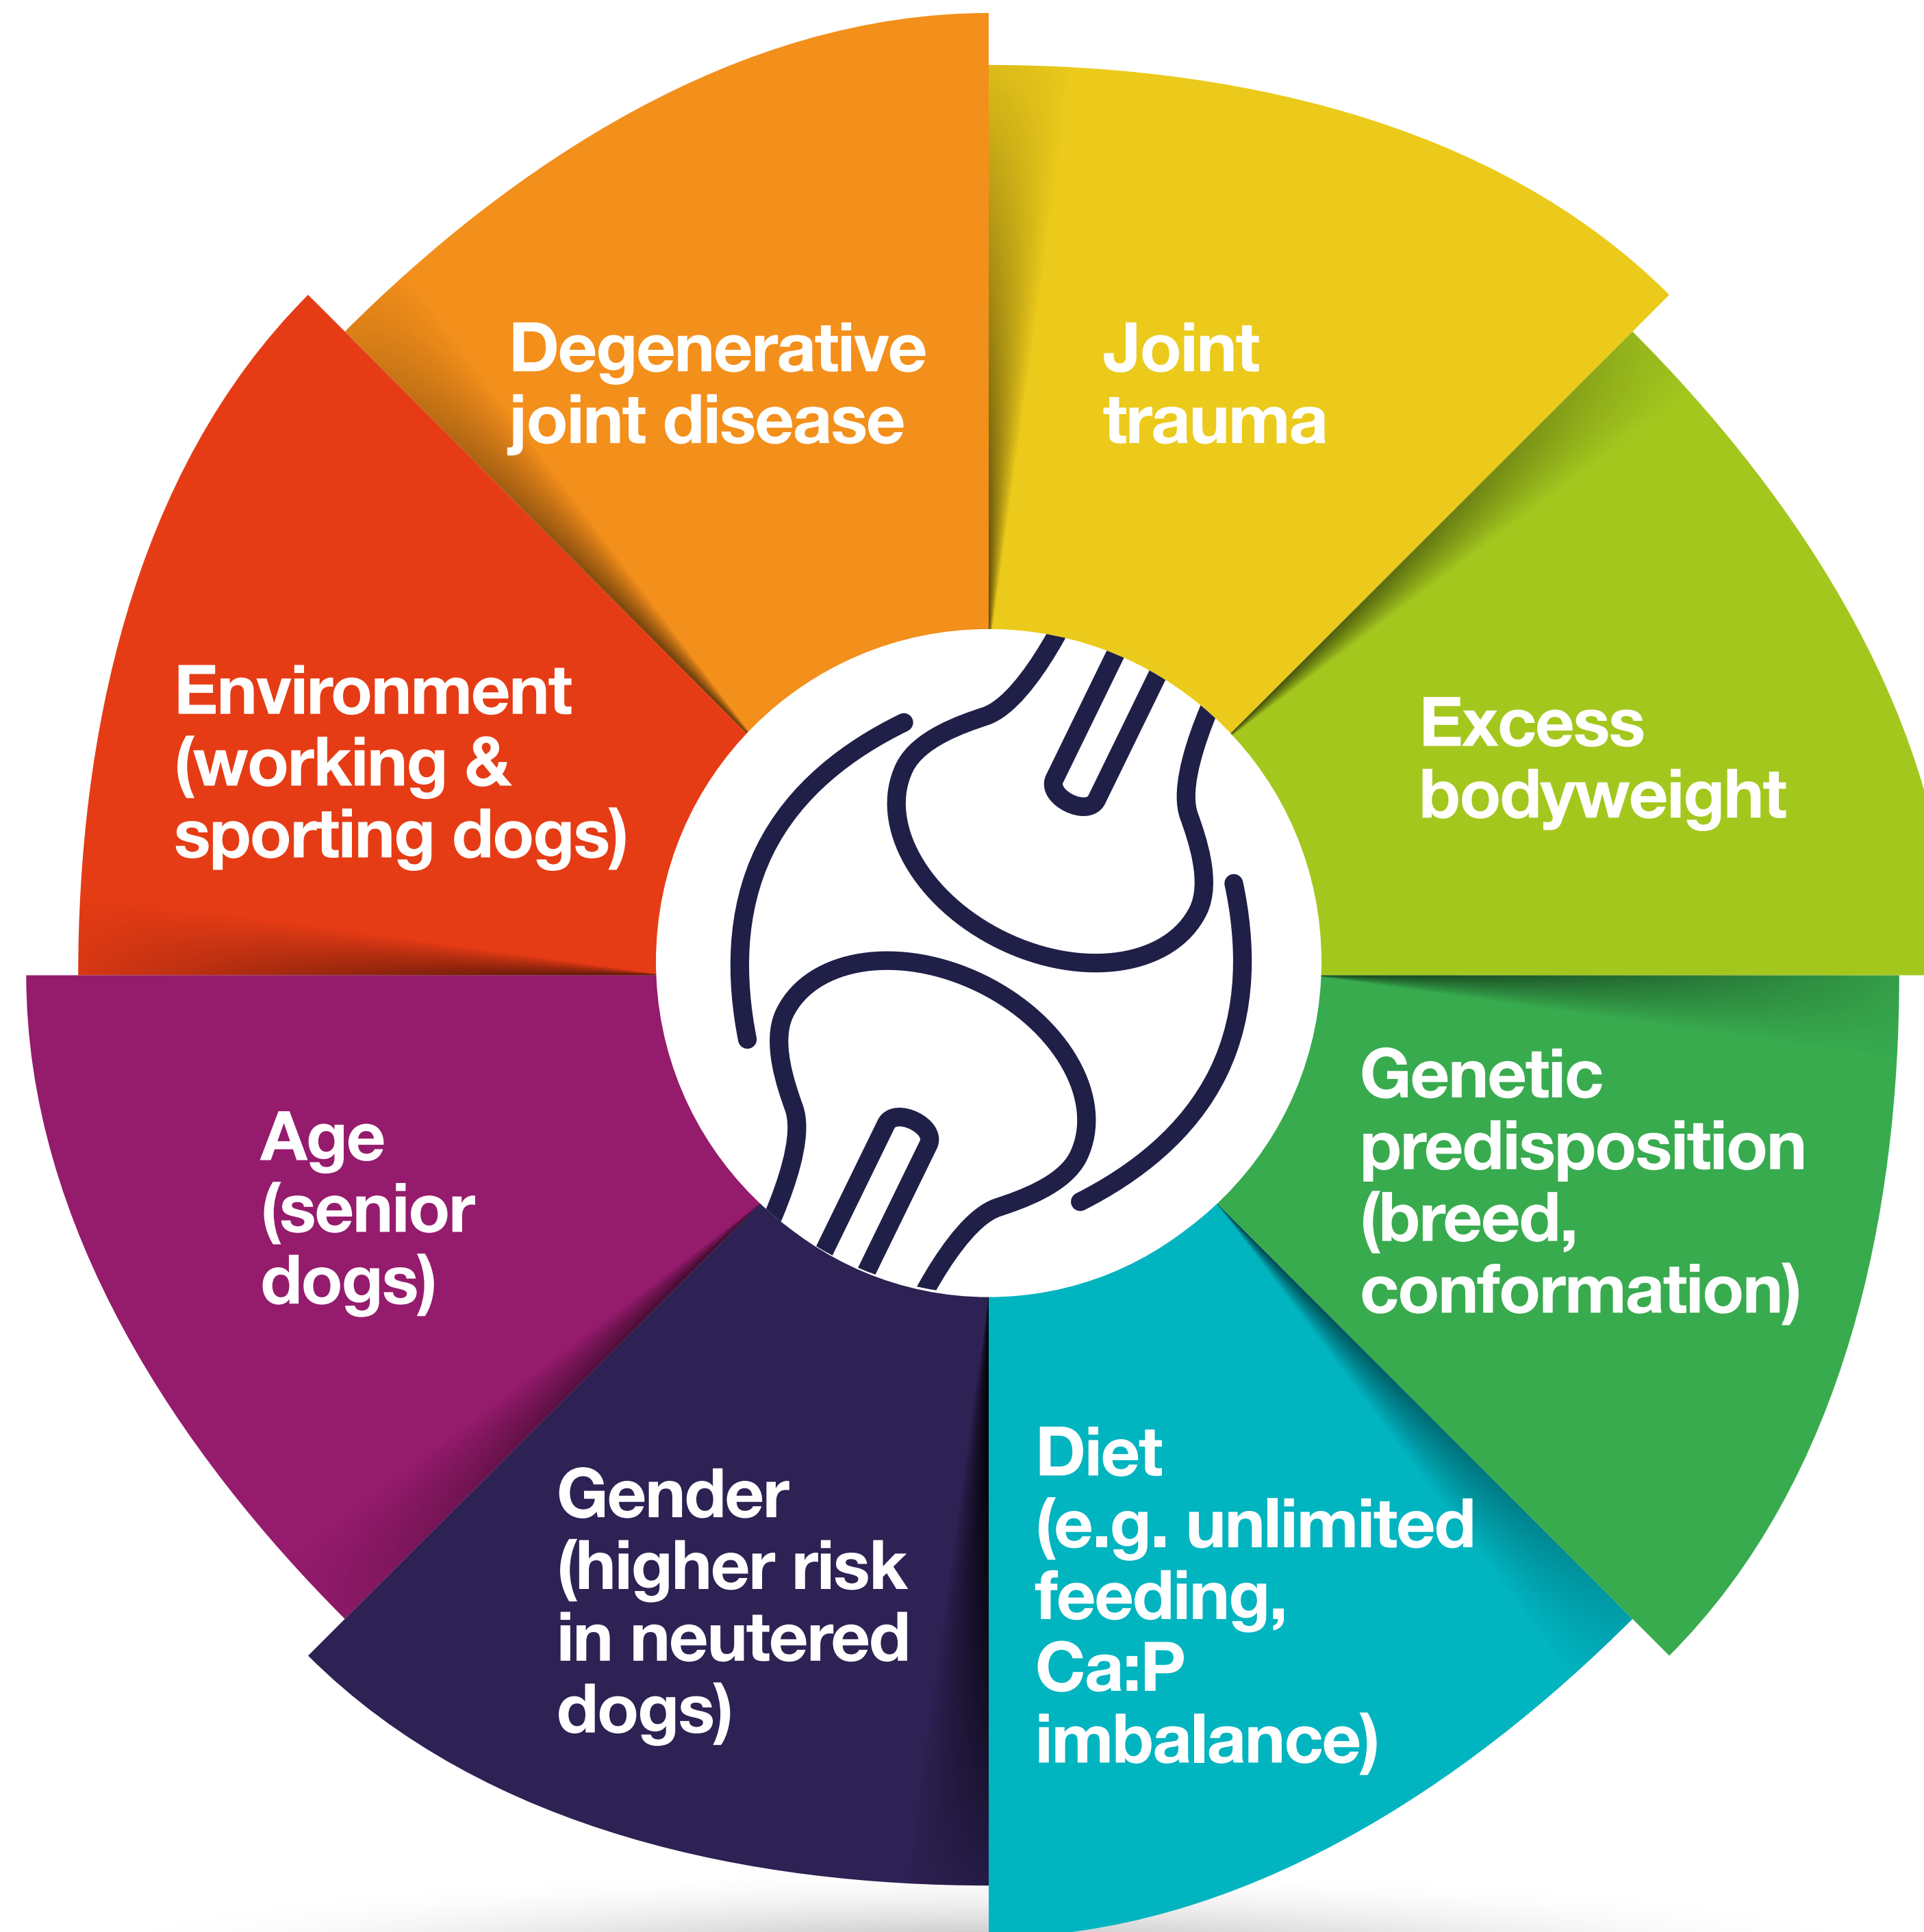 Degenerative
joint disease
Joint
trauma
Excess
bodyweight
Genetic
predisposition
(breed,
conformation)
Diet
(e.g. unlimited
feeding,
Ca:P
imbalance)
Gender
(higher risk
in neutered
dogs)
Age
(senior
dogs)
Environment
(working &
sporting dogs)